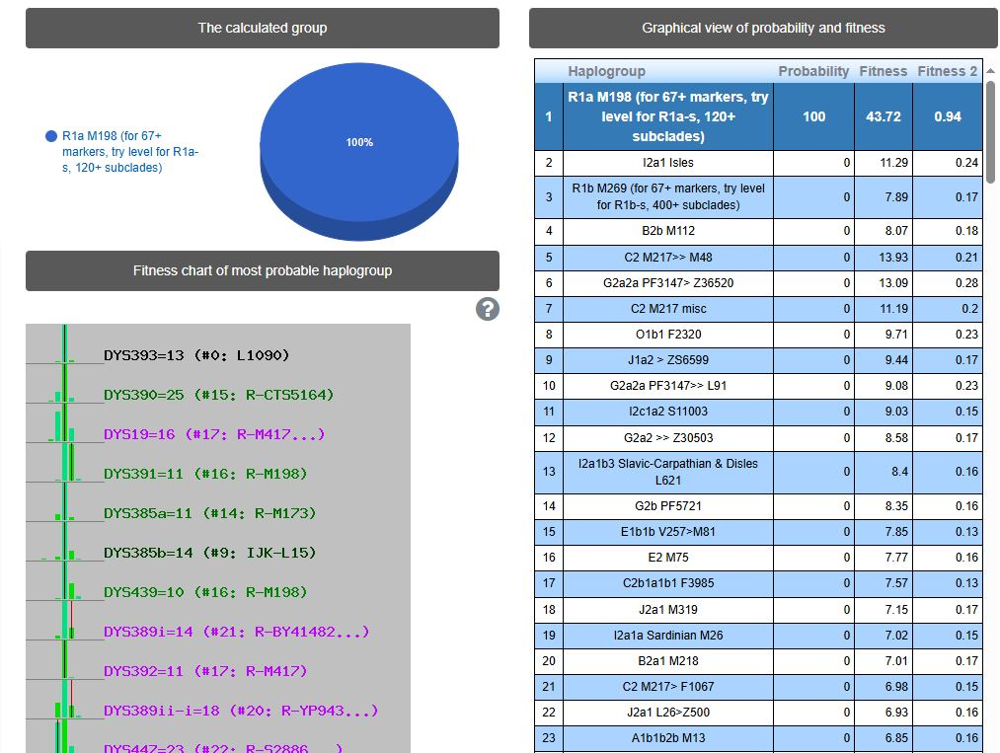 The calculated group
R1a M198 (for 67+
markers, try level for R1a-
s, 120+ subclades)
100%
Fitness chart of most probable haplogroup
?
DYS393=13 (#0: L1090)
DYS390=25 (#15: R-CTS5164)
DYS19=16 (#17: R-M417...)
DYS391=11 (#16: R-M198)
DYS385a=11 (#14: R-M173)
DYS385b=14 (#9: IJK-L15)
DYS439=10 (#16: R-M198)
DYS389i=14 (#21: R-BY41482...)
DYS392=11 (#17: R-M417)
DYS389ii-i=18 (#20: R-YP943...)
DYS447=23 (#22: R-S2886...)
Graphical view of probability and fitness
Haplogroup Probability Fitness Fitness 2
R1a M198 (for 67+ markers, try
1 level for R1a-s, 120+ 100 43.72 0.94
subclades)
2 I2a1 Isles 0 11.29 0.24
R1b M269 (for 67+ markers, try level
3 0 7.89 0.17
for R1b-s, 400+ subclades)
4 B2b M112 0 8.07 0.18
5 C2 M217>> M48 0 13.93 0.21
6 G2a2a PF3147> Z36520 0 13.09 0.28
7 C2 M217 misc 0 11.19 0.2
8 O1b1 F2320 0 9.71 0.23
9 J1a2 > ZS6599 0 9.44 0.17
10 G2a2a PF3147>> L91 0 9.08 0.23
11 I2c1a2 S11003 0 9.03 0.15
12 G2a2 >> Z30503 0 8.58 0.17
I2a1b3 Slavic-Carpathian & Disles
13 0 8.4 0.16
L621
14 G2b PF5721 0 8.35 0.16
15 E1b1b V257>M81 0 7.85 0.13
16 E2 M75 0 7.77 0.16
17 C2b1a1b1 F3985 0 7.57 0.13
18 J2a1 M319 0 7.15 0.17
19 I2a1a Sardinian M26 0 7.02 0.15
20 B2a1 M218 0 7.01 0.17
21 C2 M217> F1067 0 6.98 0.15
22 J2a1 L26>Z500 0 6.93 0.16
23 A1b1b2b M13 0 6.85 0.16